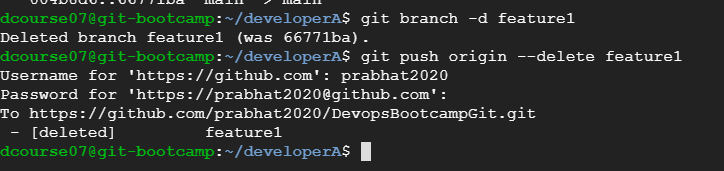 004b8d6..66771ba  main -> main
dcourse07@git-bootcamp:~/developerA$ git branch -d feature1
Deleted branch feature1 (was 66771ba).
dcourse07@git-bootcamp:~/developerA$ git push origin --delete feature1
Username for 'https://github.com': prabhat2020
Password for 'https://prabhat2020@github.com':
To https://github.com/prabhat2020/DevopsBootcampGit.git
 - [deleted]         feature1
dcourse07@git-bootcamp:~/developerA$